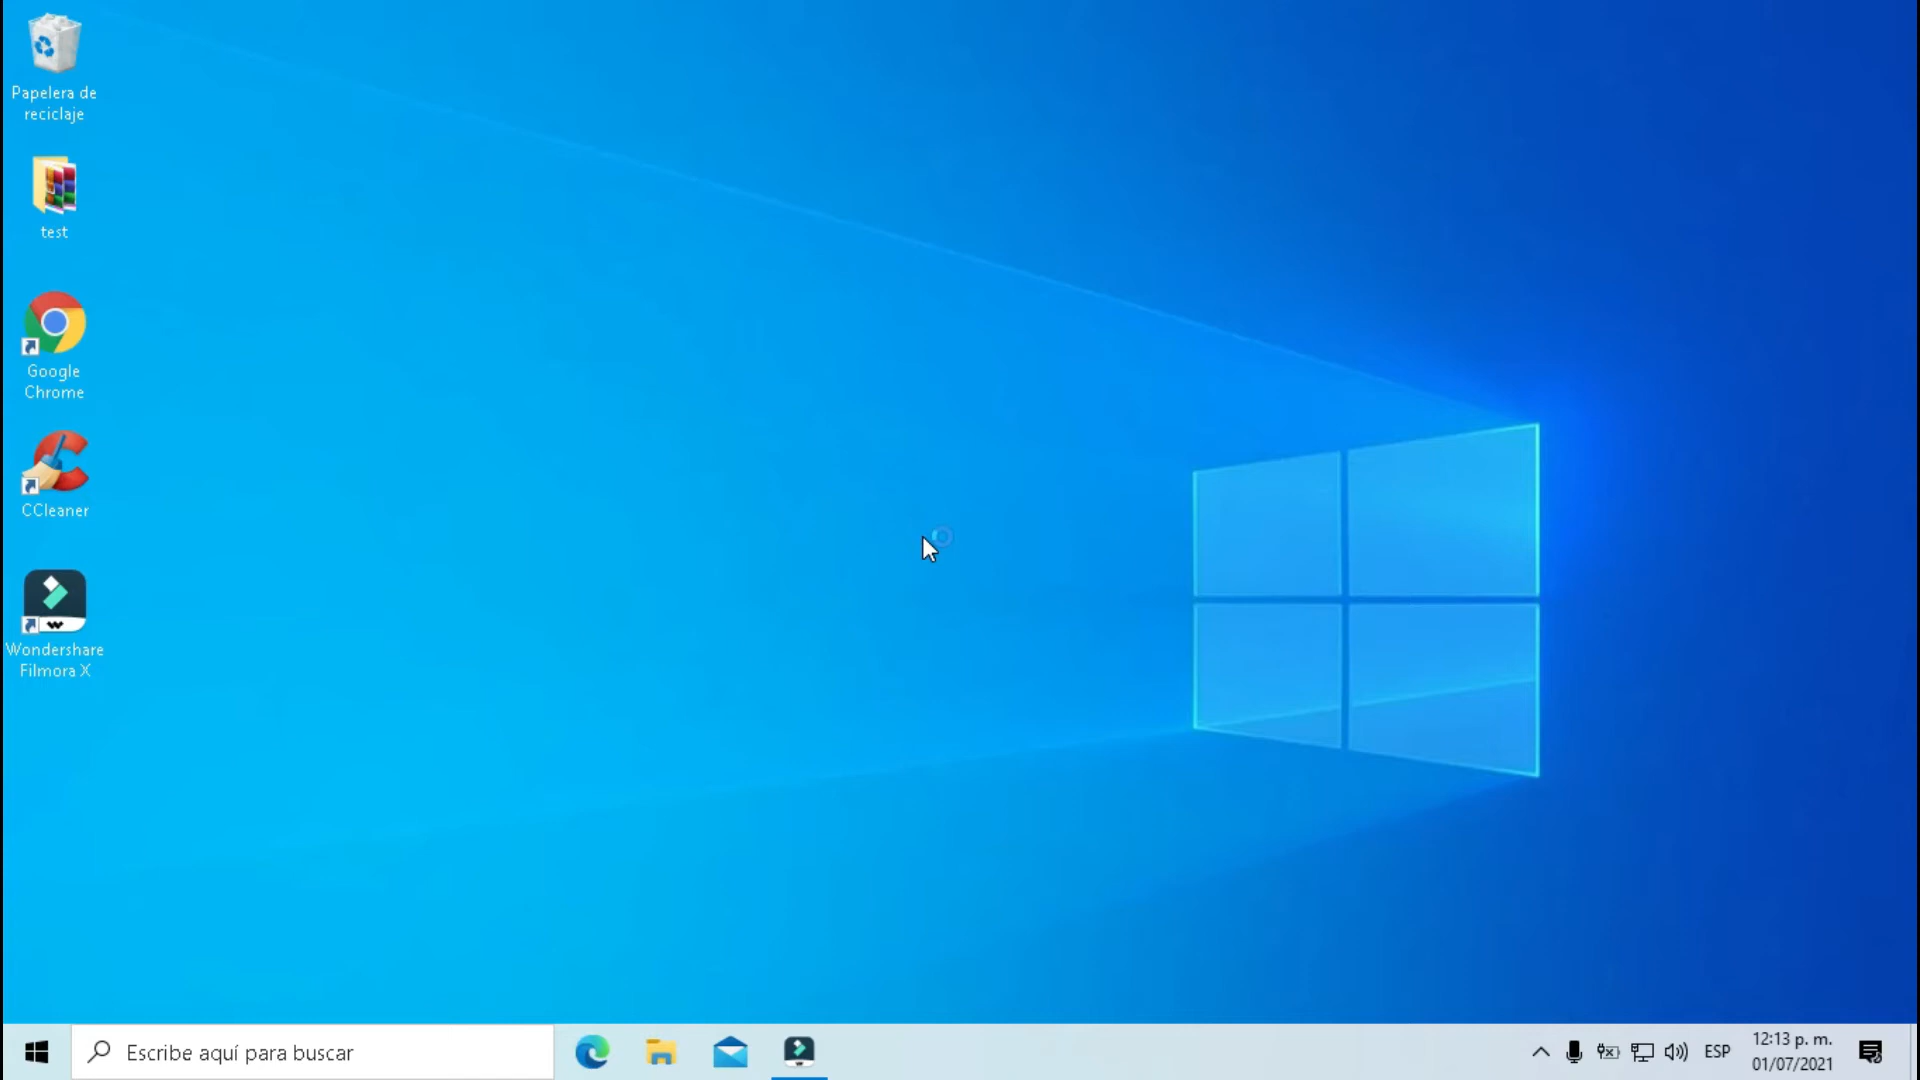 Papelera de
reciclaje
test
Google
Chrome
CCleaner
Wondershare
Filmora X
Escribe aquí para buscar
ESP
12:13 p. m.
01/07/2021